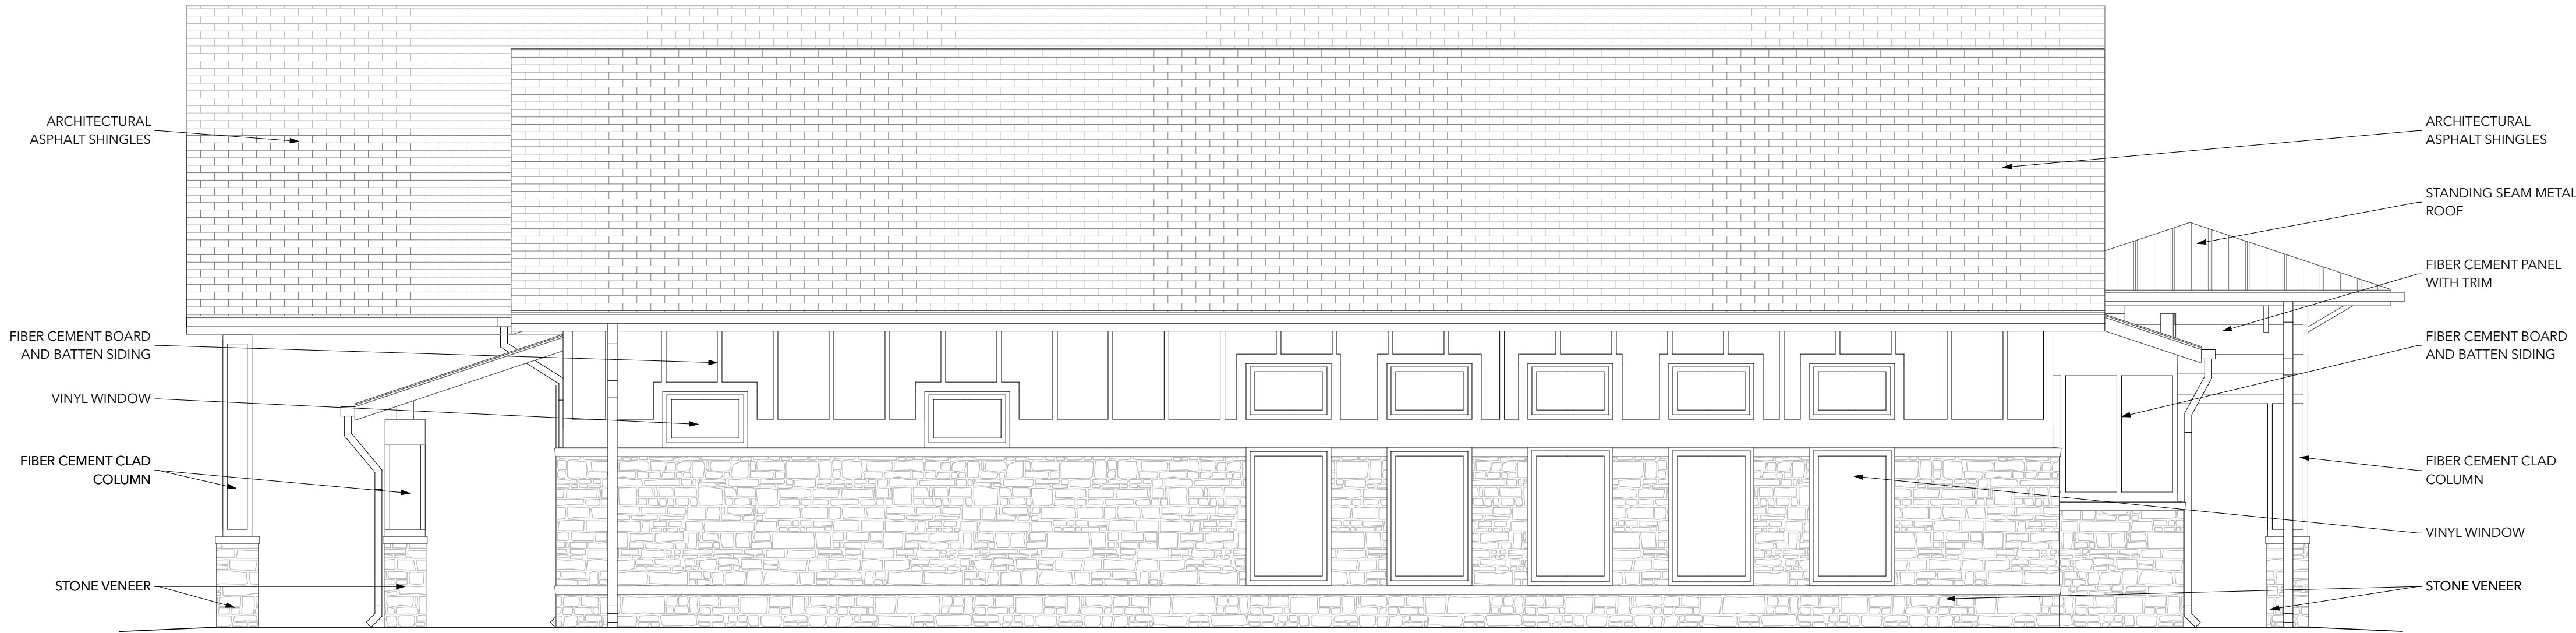 ARCHITECTURAL
ASPHALT SHINGLES
FIBER CEMENT BOARD
AND BATTEN SIDING
VINYL WINDOW
FIBER CEMENT CLAD
COLUMN
STONE VENEER
ARCHITECTURAL
ASPHALT SHINGLES
STANDING SEAM METAL
ROOF
FIBER CEMENT PANEL
WITH TRIM
FIBER CEMENT BOARD
AND BATTEN SIDING
FIBER CEMENT CLAD
COLUMN
VINYL WINDOW
STONE VENEER